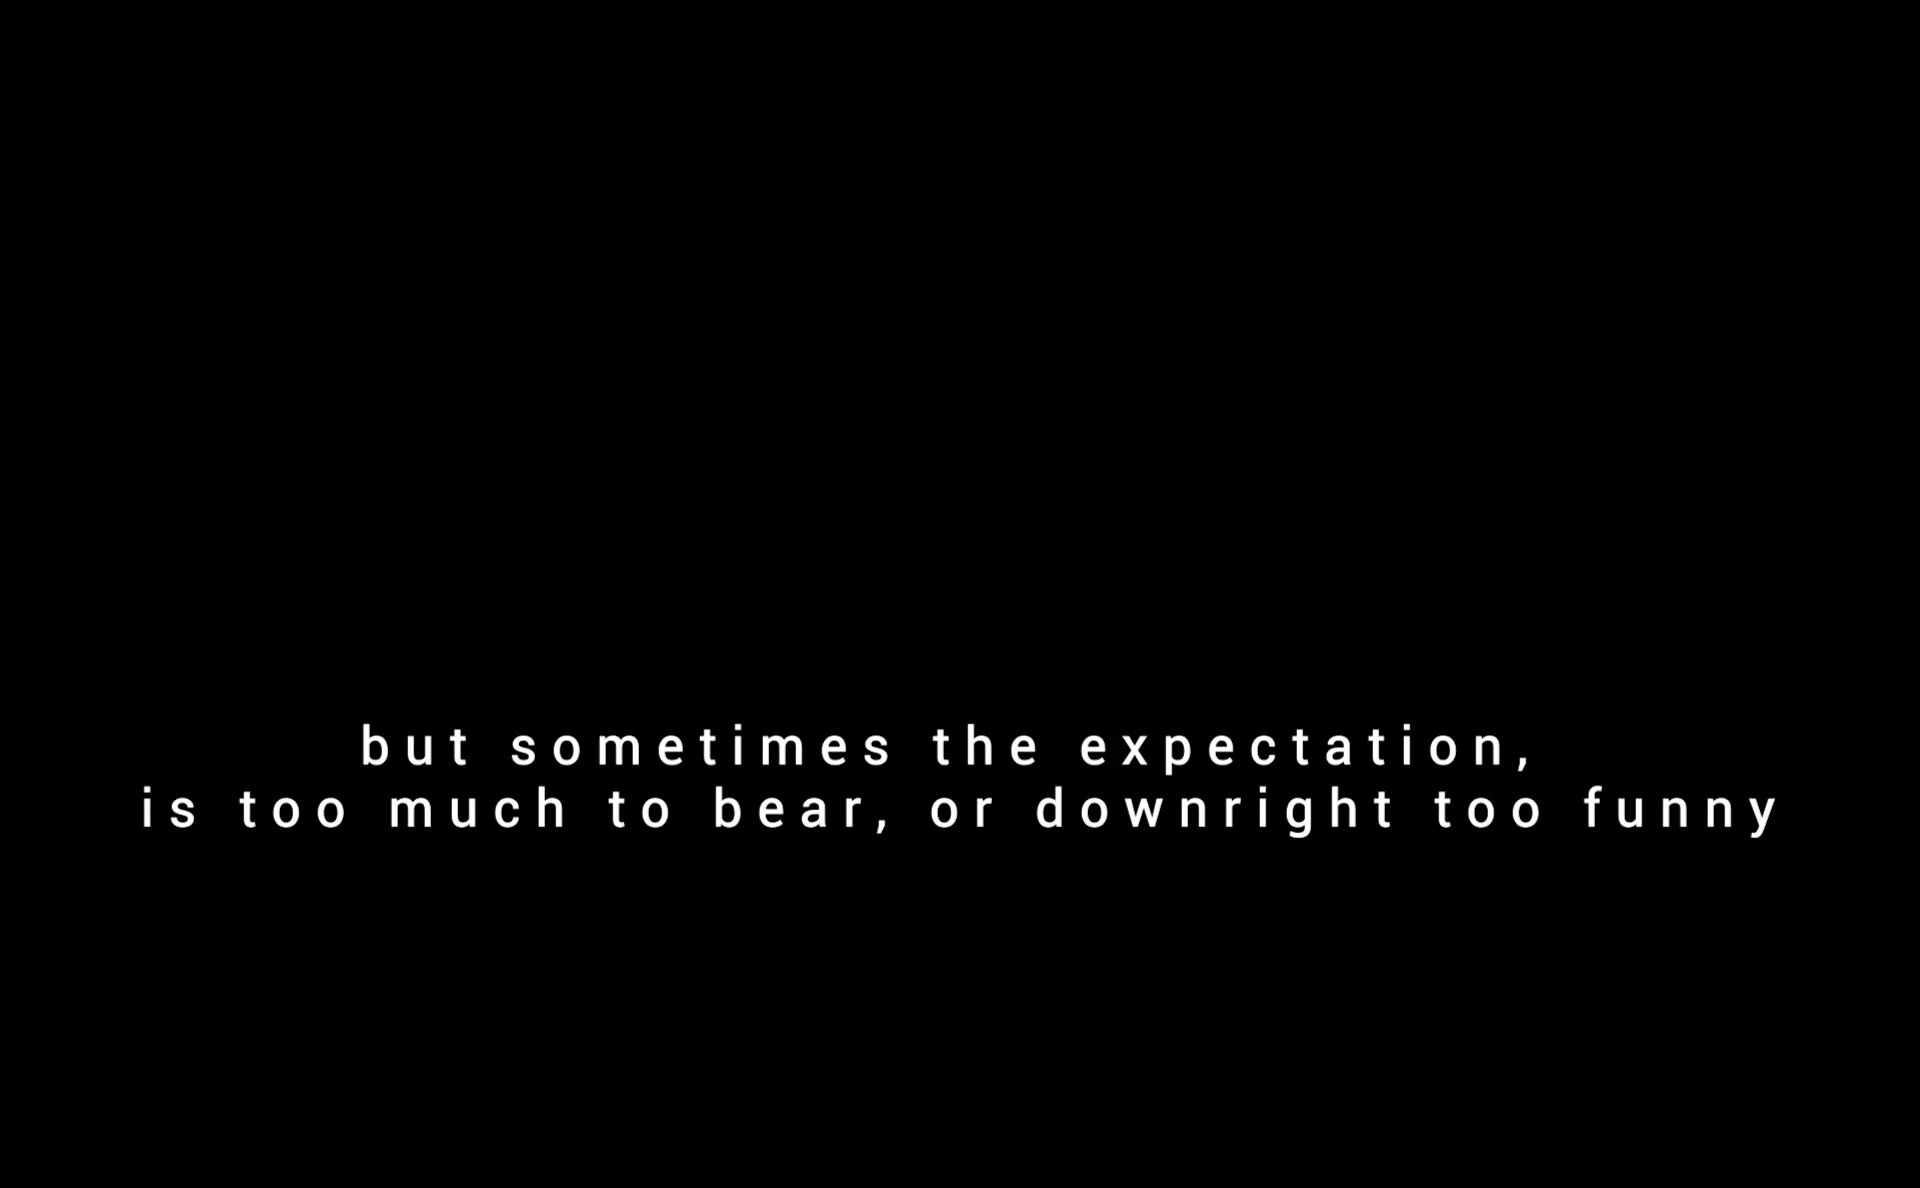 but sometimes the expectation,
is too much to bear, or downright too funny